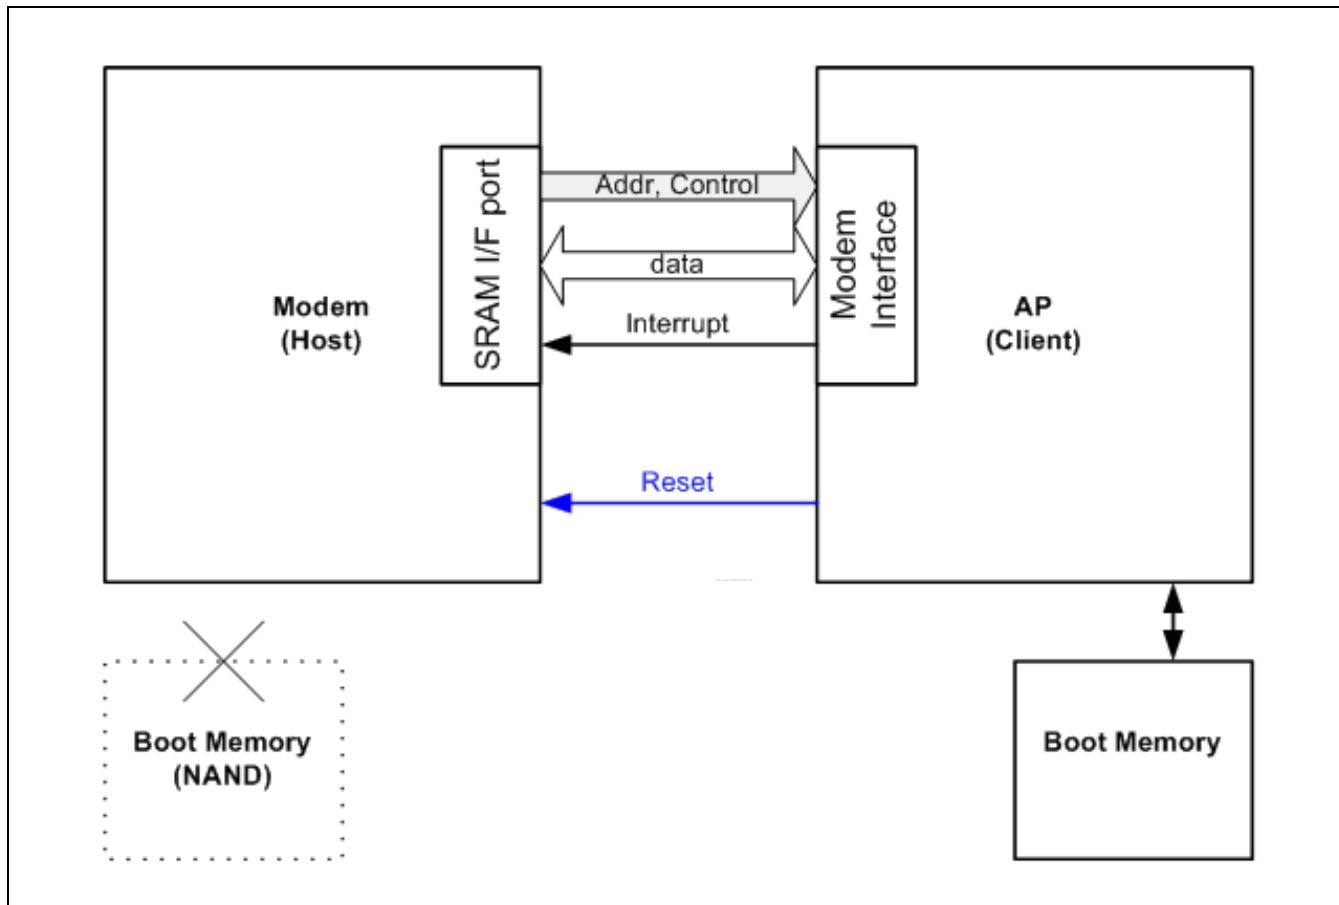 Modem
(Host)
SRAM I/F port
Addr, Control
data
Interrupt
Reset
Modem
Interface
AP
(Client)
Boot Memory
(NAND)
Boot Memory